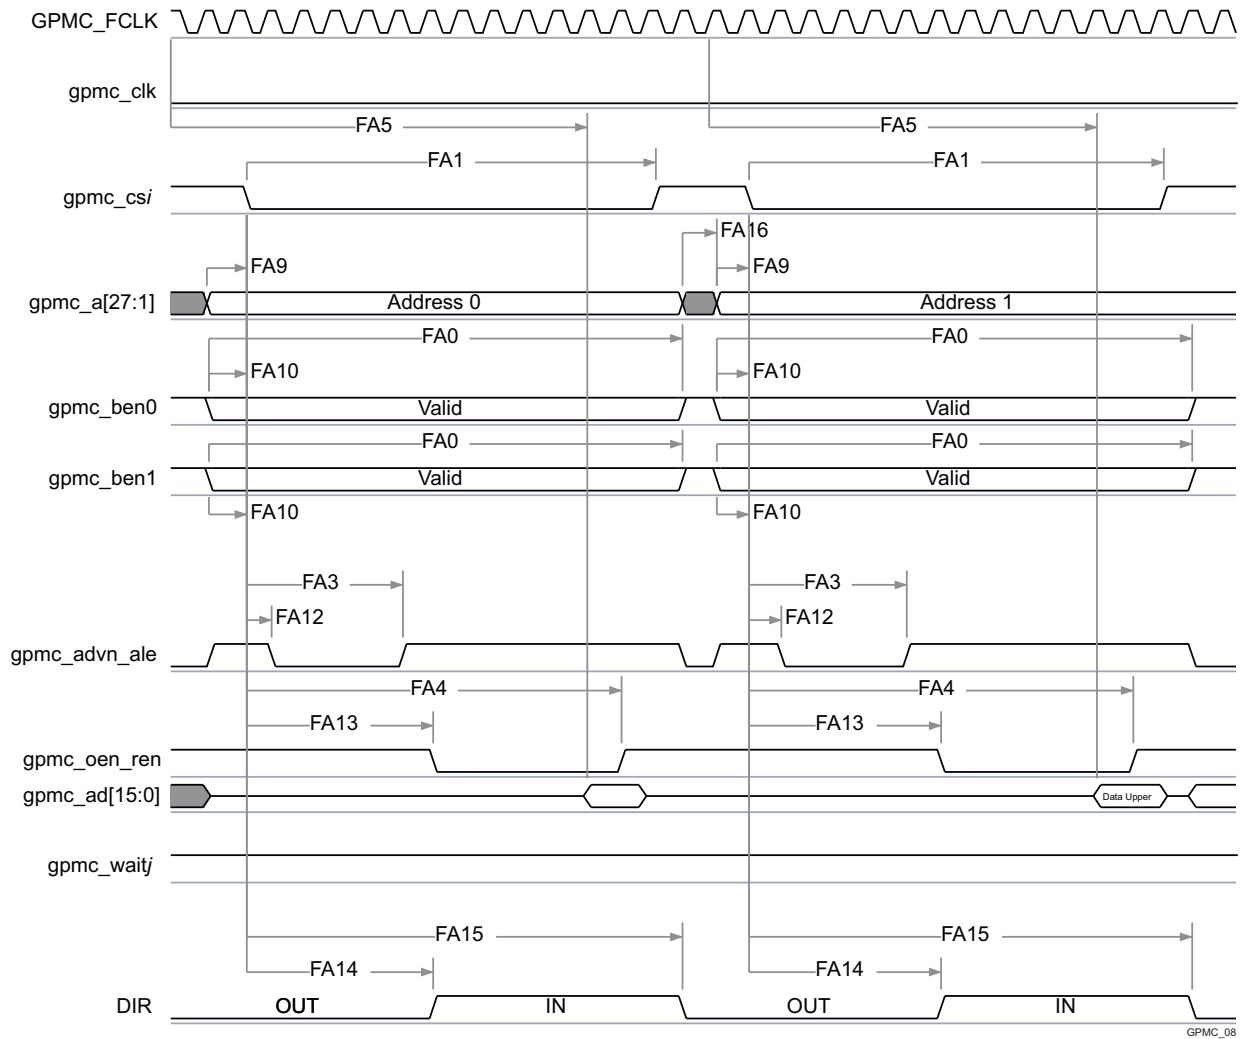 GPMC_FCLK
gpmc_clk
FA5 FA5
FA1 FA1
gpmc_csi
FA16
FA9 FA9
gpmc_a[27:1] Address 0 Address 1
FA0 FA0
FA10 FA10
gpmc_ben0 Valid Valid
FA0 FA0
gpmc_ben1 Valid Valid
FA10 FA10
FA3 FA3
FA12 FA12
gpmc_advn_ale
FA4 FA4
FA13 FA13
gpmc_oen_ren
gpmc_ad[15:0] Data Upper
gpmc_waitj
FA15 FA15
FA14 FA14
DIR OUT IN OUT IN
GPMC_08